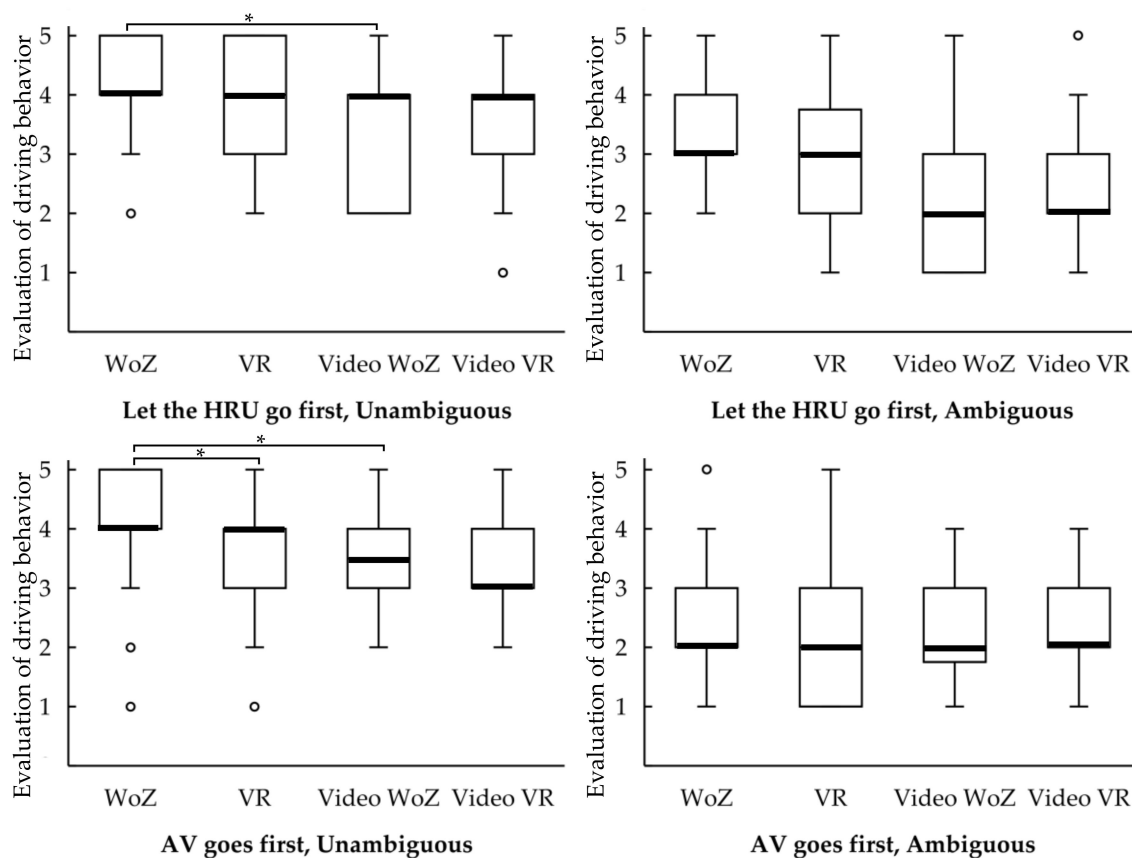 *
Evaluation of driving behavior
5
4
3
2
1
WoZ VR Video WoZ Video VR
Let the HRU go first, Unambiguous
Evaluation of driving behavior
5
4
3
2
1
WoZ VR Video WoZ Video VR
Let the HRU go first, Ambiguous
*
*
Evaluation of driving behavior
5
4
3
2
1
WoZ VR Video WoZ Video VR
AV goes first, Unambiguous
Evaluation of driving behavior
5
4
3
2
1
WoZ VR Video WoZ Video VR
AV goes first, Ambiguous